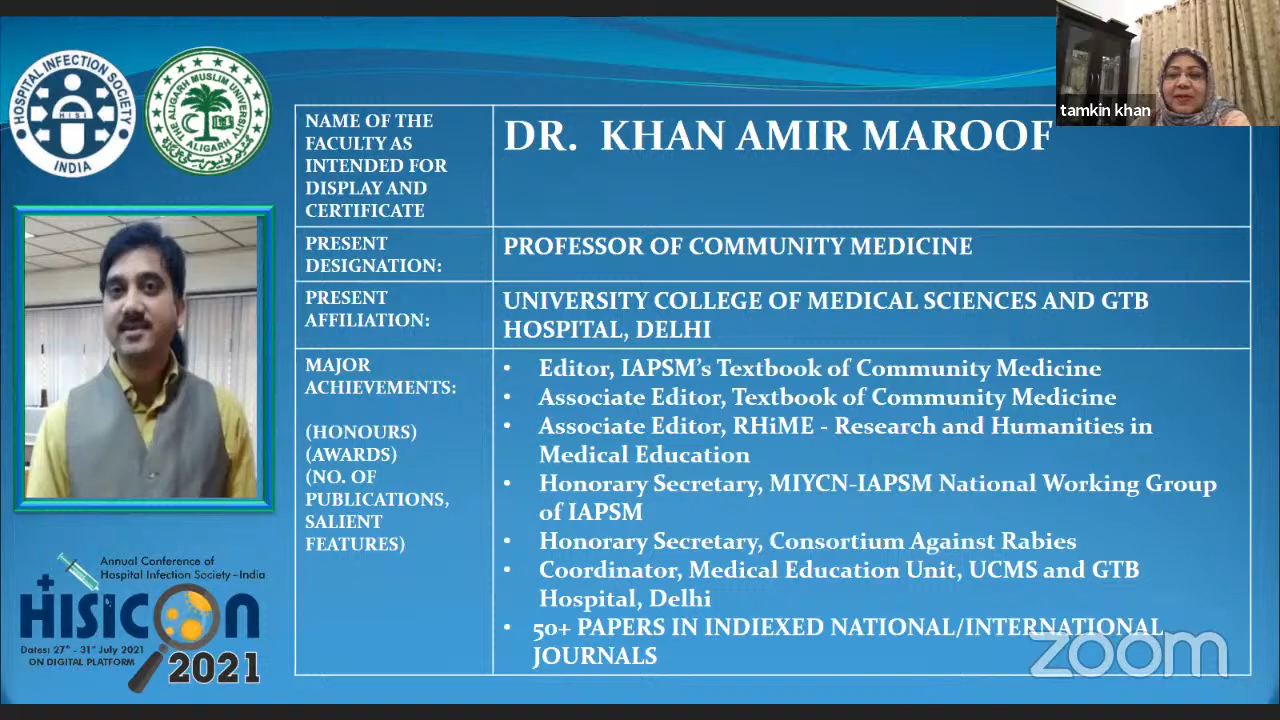 HOSPITAL INFECTION SOCIETY
HISI
INDIA
THE ALIGARH MUSLIM UNIVERSITY
ALIGARH
tamkin khan
NAME OF THE
FACULTY AS
INTENDED FOR
DISPLAY AND
CERTIFICATE
DR. KHAN AMIR MAROOF
PRESENT
DESIGNATION:
PROFESSOR OF COMMUNITY MEDICINE
PRESENT
AFFILIATION:
UNIVERSITY COLLEGE OF MEDICAL SCIENCES AND GTB
HOSPITAL, DELHI
MAJOR
ACHIEVEMENTS:
(HONOURS)
(AWARDS)
(NO. OF
PUBLICATIONS,
SALIENT
FEATURES)
• Editor, IAPSM's Textbook of Community Medicine
• Associate Editor, Textbook of Community Medicine
• Associate Editor, RHiME - Research and Humanities in
Medical Education
• Honorary Secretary, MIYCN-IAPSM National Working Group
of IAPSM
• Honorary Secretary, Consortium Against Rabies
• Coordinator, Medical Education Unit, UCMS and GTB
Hospital, Delhi
• 50+ PAPERS IN INDIEXED NATIONAL/INTERNATIONAL
JOURNALS
Annual Conference of
Hospital Infection Society - India
HISICON
Dates: 27th - 31st July 2021
ON DIGITAL PLATFORM
2021
zoom